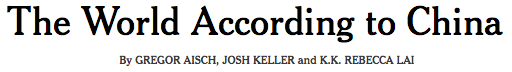 The World According to China
By GREGOR AISCH, JOSH KELLER and K.K. REBECCA LAI